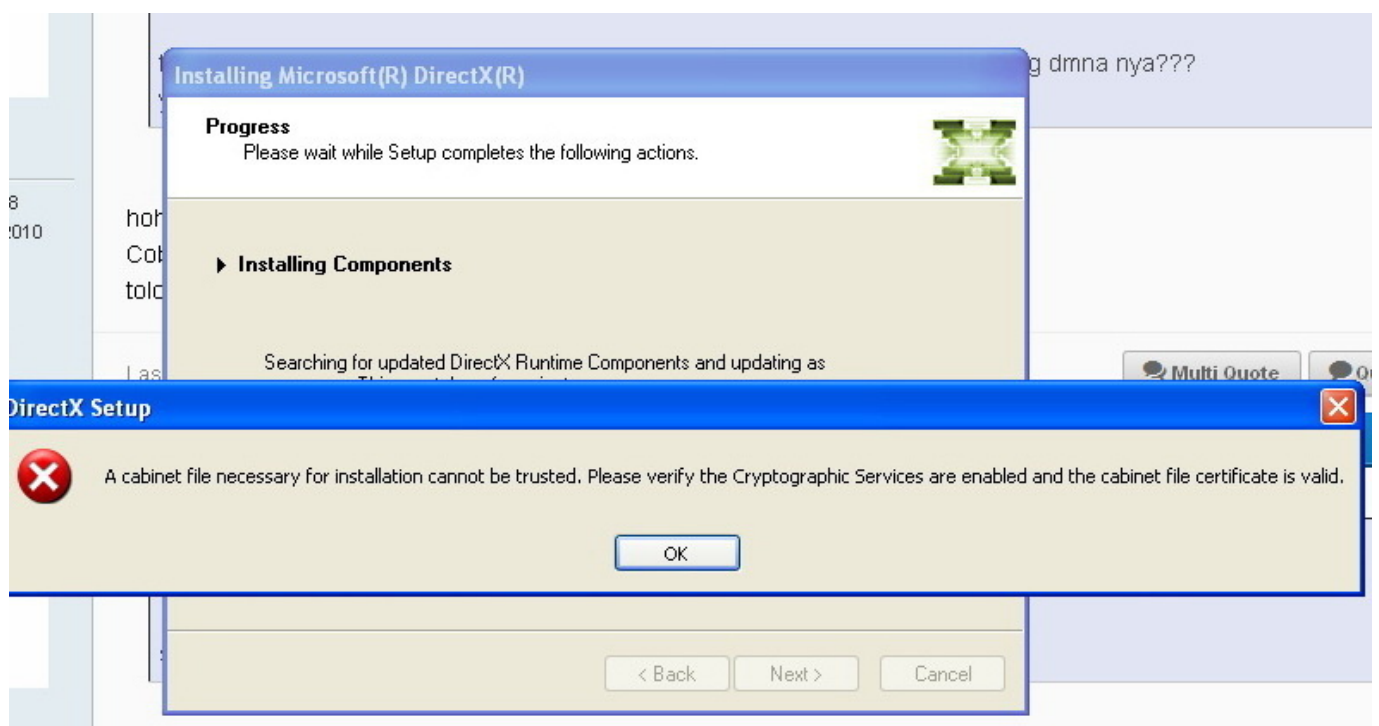 g dmna nya???
Installing Microsoft(R) DirectX(R)
Progress
Please wait while Setup completes the following actions.
8
2010
hoh
Cob
tolo
Installing Components
Searching for updated DirectX Runtime Components and updating as
Las
Multi Quote
DirectX Setup
A cabinet file necessary for installation cannot be trusted. Please verify the Cryptographic Services are enabled and the cabinet file certificate is valid.
OK
< Back
Next >
Cancel